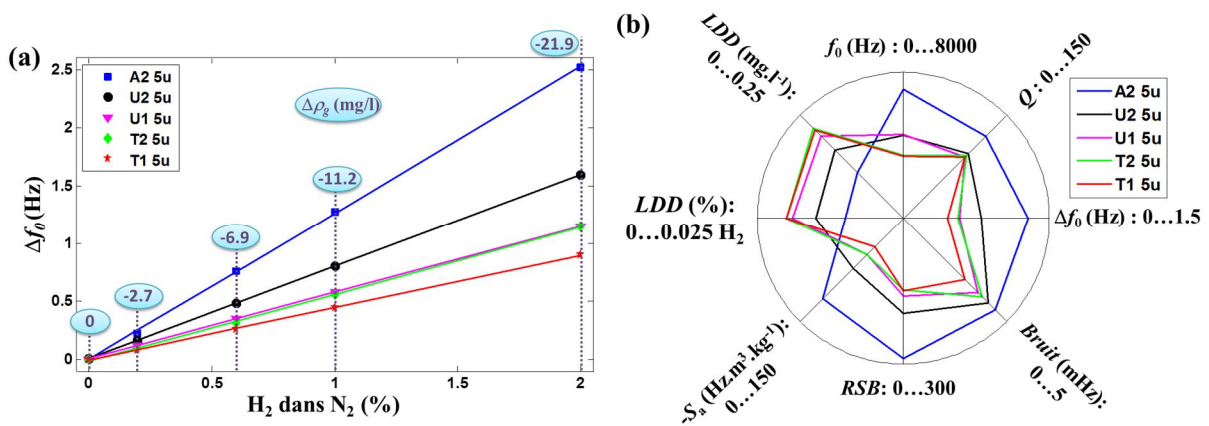 (a)
A2 5u
U2 5u
U1 5u
T2 5u
T1 5u
Δρg (mg/l)
0
-2.7
-6.9
-11.2
-21.9
2.5
2
1.5
1
0.5
0
Δf0(Hz)
0
0.5
1
1.5
2
H2 dans N2 (%)
(b)
LDD (mg.l-1):
0…0.25
f0 (Hz) : 0…8000
Q: 0…150
A2 5u
U2 5u
U1 5u
T2 5u
T1 5u
LDD (%):
0…0.025 H2
Δf0 (Hz) : 0…1.5
-Sa (Hz.m3.kg-1):
0…150
RSB: 0…300
Bruit (mHz):
0…5